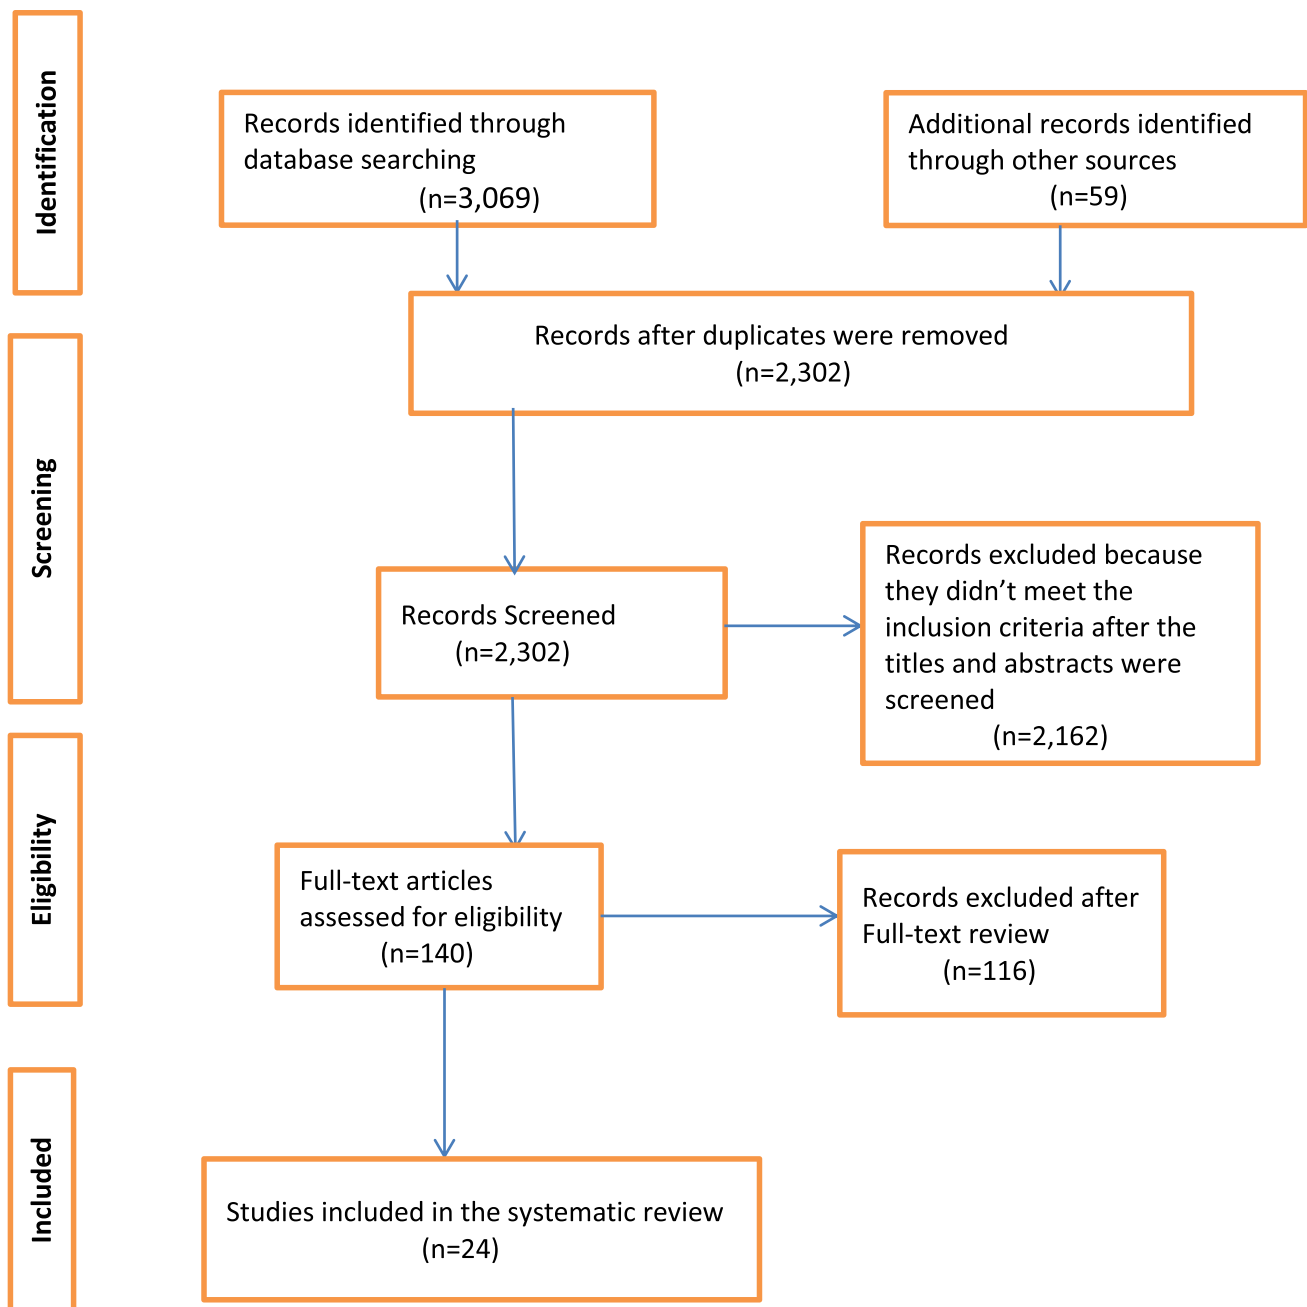 Identification
Records identified through
database searching
(n=3,069)
Additional records identified
through other sources
(n=59)
Records after duplicates were removed
(n=2,302)
Screening
Records Screened
(n=2,302)
Records excluded because
they didn’t meet the
inclusion criteria after the
titles and abstracts were
screened
(n=2,162)
Eligibility
Full-text articles
assessed for eligibility
(n=140)
Records excluded after
Full-text review
(n=116)
Included
Studies included in the systematic review
(n=24)